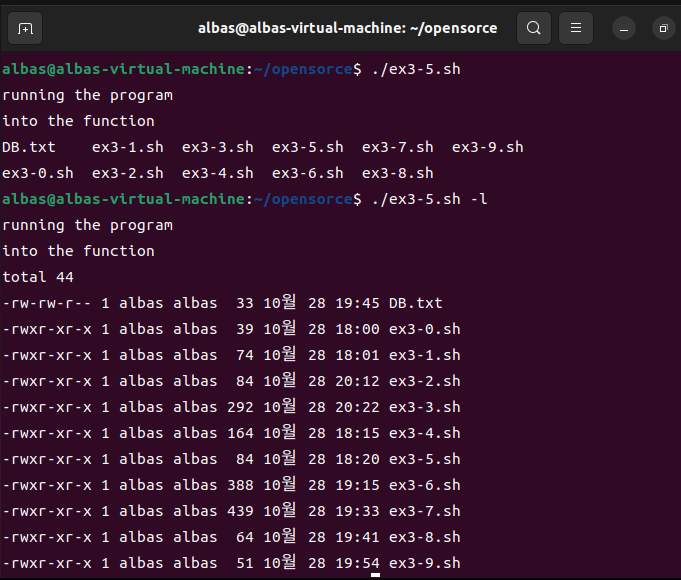 albas@albas-virtual-machine: ~/opensorce
albas@albas-virtual-machine:~/opensorce$ ./ex3-5.sh
running the program
into the function
DB.txt    ex3-1.sh  ex3-3.sh  ex3-5.sh  ex3-7.sh  ex3-9.sh
ex3-0.sh  ex3-2.sh  ex3-4.sh  ex3-6.sh  ex3-8.sh
albas@albas-virtual-machine:~/opensorce$ ./ex3-5.sh -l
running the program
into the function
total 44
-rw-rw-r-- 1 albas albas  33 10월 28 19:45 DB.txt
-rwxr-xr-x 1 albas albas  39 10월 28 18:00 ex3-0.sh
-rwxr-xr-x 1 albas albas  74 10월 28 18:01 ex3-1.sh
-rwxr-xr-x 1 albas albas  84 10월 28 20:12 ex3-2.sh
-rwxr-xr-x 1 albas albas 292 10월 28 20:22 ex3-3.sh
-rwxr-xr-x 1 albas albas 164 10월 28 18:15 ex3-4.sh
-rwxr-xr-x 1 albas albas  84 10월 28 18:20 ex3-5.sh
-rwxr-xr-x 1 albas albas 388 10월 28 19:15 ex3-6.sh
-rwxr-xr-x 1 albas albas 439 10월 28 19:33 ex3-7.sh
-rwxr-xr-x 1 albas albas  64 10월 28 19:41 ex3-8.sh
-rwxr-xr-x 1 albas albas  51 10월 28 19:54 ex3-9.sh